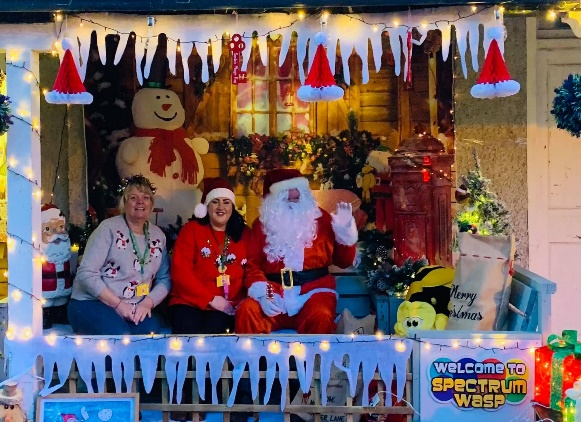 Merry
Christmas
WELCOME TO
SPECTRUM
WASP